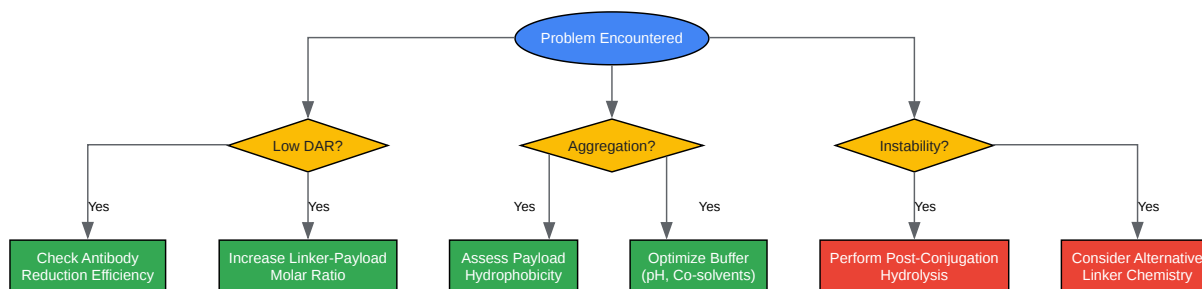 Problem Encountered
Low DAR?
Aggregation?
Instability?
Yes
Yes
Yes
Yes
Yes
Yes
Check Antibody
Reduction Efficiency
Increase Linker-Payload
Molar Ratio
Assess Payload
Hydrophobicity
Optimize Buffer
(pH, Co-solvents)
Perform Post-Conjugation
Hydrolysis
Consider Alternative
Linker Chemistry